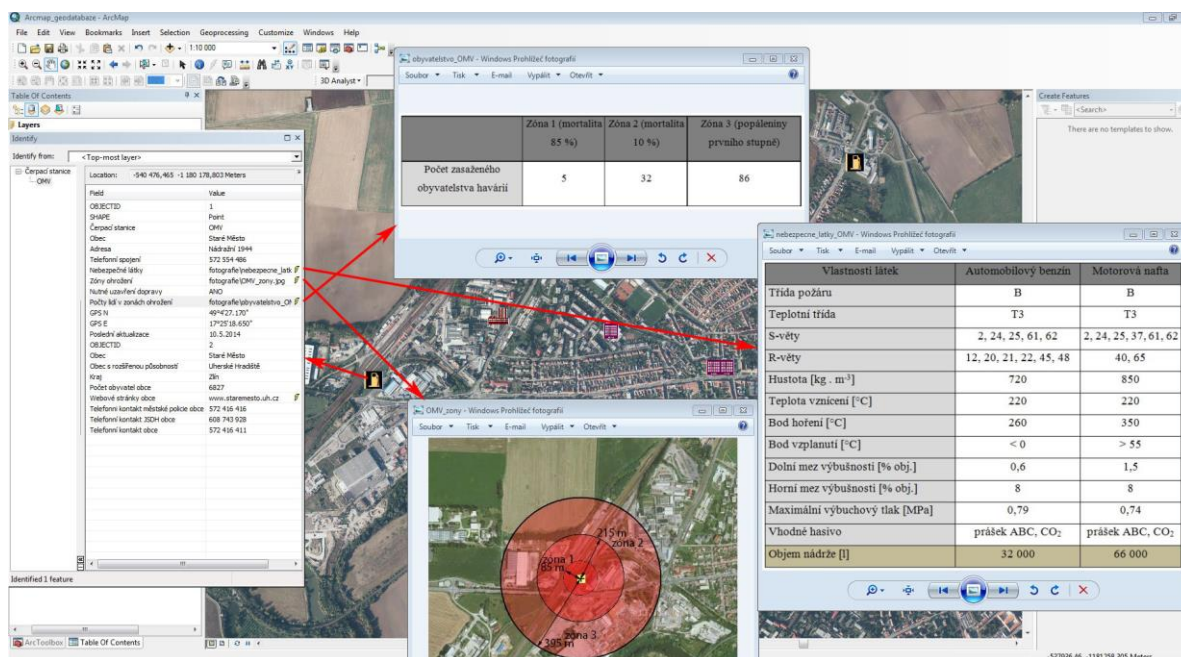 Arcmap_geodatabaze - ArcMap
File Edit View Bookmarks Insert Selection Geoprocessing Customize Windows Help
1:10 000
3D Analyst
Table Of Contents
Layers
Identify
Identify from: <Top-most layer>
Čerpací stanice
OMV
Location: -540 476,465 -1 180 178,803 Meters
Field Value
OBJECTID 1
SHAPE Point
Čerpací stanice OMV
Obec Staré Město
Adresa Nádražní 1944
Telefonní spojení 572 554 486
Nebezpečné látky fotografie\nebezpecne_latk
Zóny ohrožení fotografie\OMV_zony.jpg
Nutné uzavření dopravy ANO
Počty lidí v zonách ohrožení fotografie\obyvatelstvo_OM
GPS N 49°4'27.170"
GPS E 17°25'18.650"
Poslední aktualizace 10.5.2014
OBJECTID 2
Obec Staré Město
Obec s rozšířenou působností Uherské Hradiště
Kraj Zlín
Počet obyvatel obce 6827
Webové stránky obce www.staremesto.uh.cz
Telefonní kontakt městské policie obce 572 416 416
Telefonní kontakt JSDH obce 608 743 928
Telefonní kontakt obce 572 416 411
Identified 1 feature
ArcToolbox Table Of Contents
obyvatelstvo_OMV - Windows Prohlížeč fotografií
Soubor Tisk E-mail Vypálit Otevřít
Zóna 1 (mortalita 85 %) Zóna 2 (mortalita 10 %) Zóna 3 (popáleniny prvního stupně)
Počet zasaženého obyvatelstva havárií 5 32 86
OMV_zony - Windows Prohlížeč fotografií
Soubor Tisk E-mail Vypálit Otevřít
215 m
zóna 2
zóna 1
85 m
zóna 3
395 m
Create Features
<Search>
There are no templates to show.
nebezpecne_latky_OMV - Windows Prohlížeč fotografií
Soubor Tisk E-mail Vypálit Otevřít
Vlastnosti látek Automobilový benzín Motorová nafta
Třída požáru B B
Teplotní třída T3 T3
S-věty 2, 24, 25, 61, 62 2, 24, 25, 37, 61, 62
R-věty 12, 20, 21, 22, 45, 48 40, 65
Hustota [kg . m-3] 720 850
Teplota vznícení [°C] 220 220
Bod hoření [°C] 260 350
Bod vzplanutí [°C] < 0 > 55
Dolní mez výbušnosti [% obj.] 0,6 1,5
Horní mez výbušnosti [% obj.] 8 8
Maximální výbuchový tlak [MPa] 0,79 0,74
Vhodné hasivo prášek ABC, CO2 prášek ABC, CO2
Objem nádrže [l] 32 000 66 000